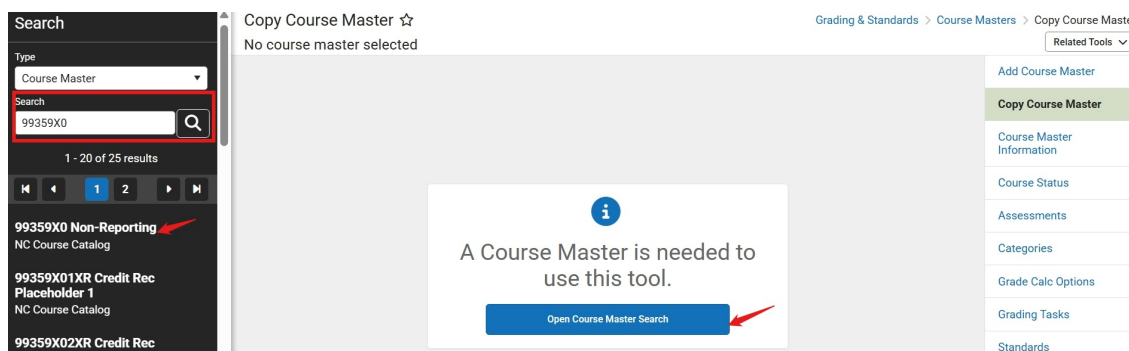 Search
Type
Course Master
Search
99359X0
1 - 20 of 25 results
1 2
99359X0 Non-Reporting
NC Course Catalog
99359X01XR Credit Rec
Placeholder 1
NC Course Catalog
99359X02XR Credit Rec
Copy Course Master ☆
No course master selected
Grading & Standards > Course Masters > Copy Course Maste
Related Tools
A Course Master is needed to
use this tool.
Open Course Master Search
Add Course Master
Copy Course Master
Course Master
Information
Course Status
Assessments
Categories
Grade Calc Options
Grading Tasks
Standards